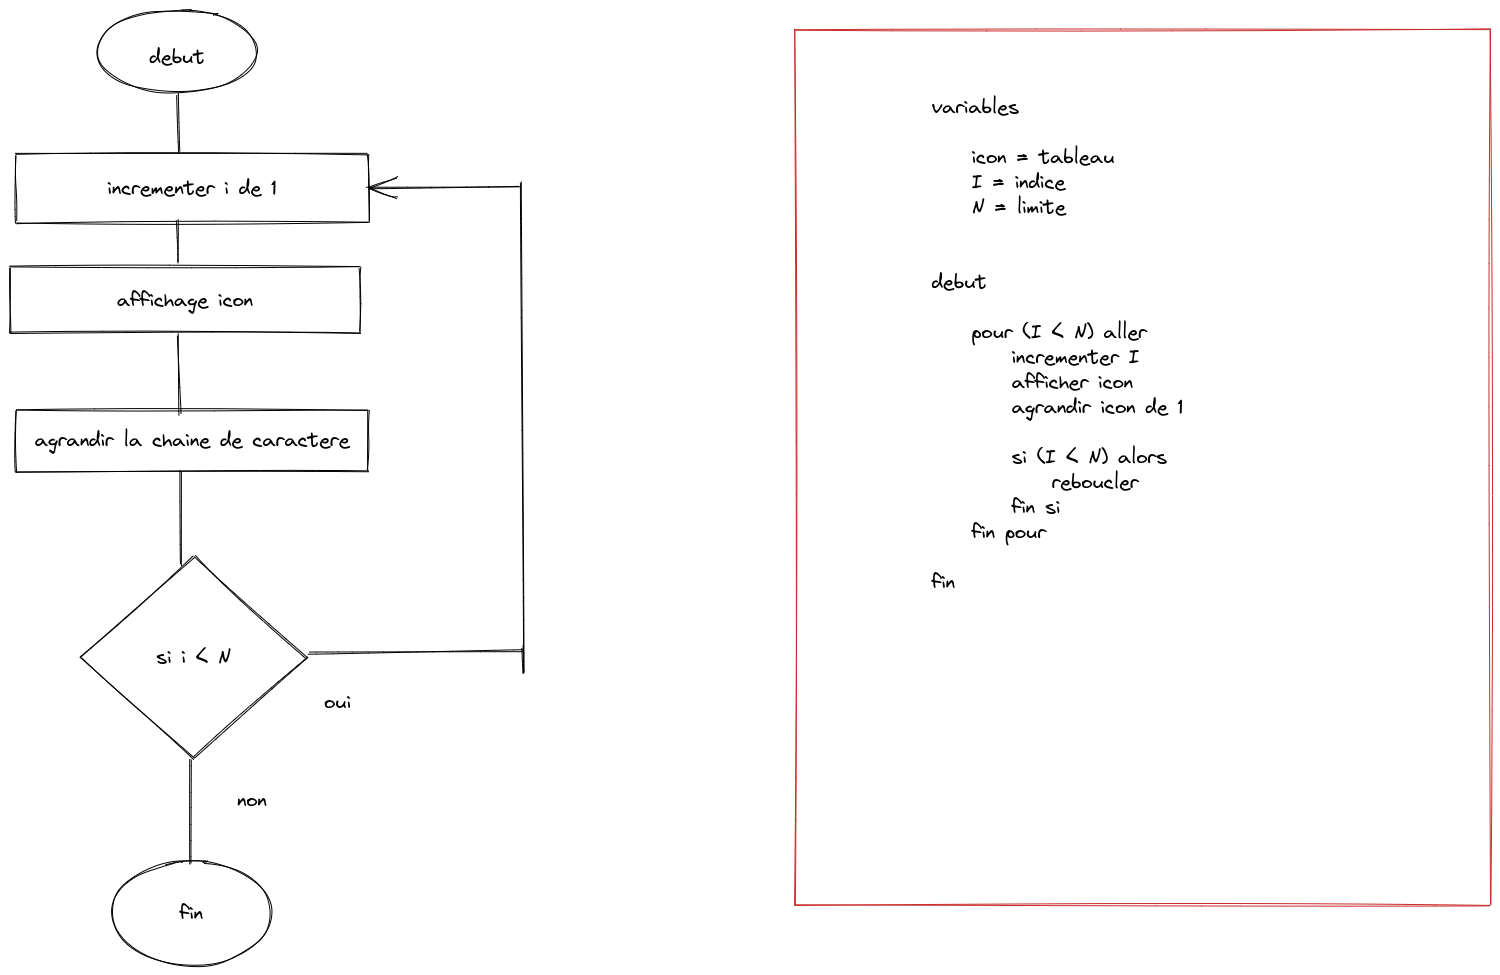 debut
incrementer i de 1
affichage icon
agrandir la chaine de caractere
si i < N
oui
non
fin
variables
icon = tableau
I = indice
N = limite
debut
pour (I < N) aller
incrementer I
afficher icon
agrandir icon de 1
si (I < N) alors
reboucler
fin si
fin pour
fin